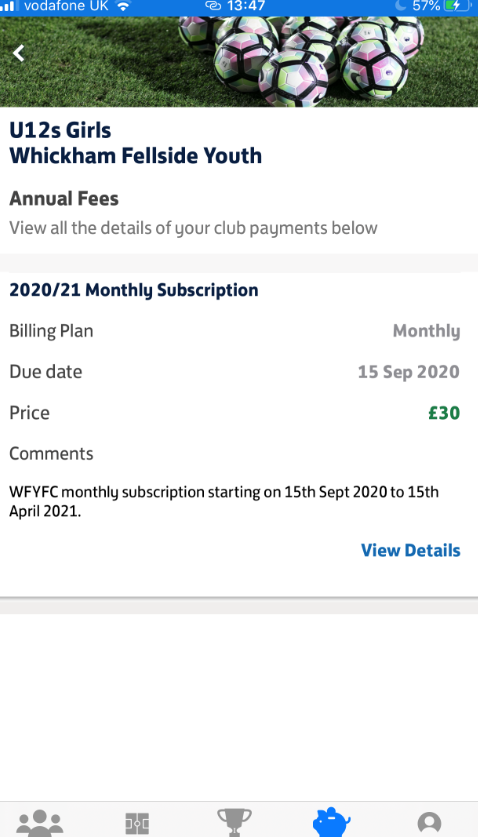 vodafone UK 13:47 57%
U12s Girls
Whickham Fellside Youth
Annual Fees
View all the details of your club payments below
2020/21 Monthly Subscription
Billing Plan Monthly
Due date 15 Sep 2020
Price £30
Comments
WFYFC monthly subscription starting on 15th Sept 2020 to 15th
April 2021.
View Details